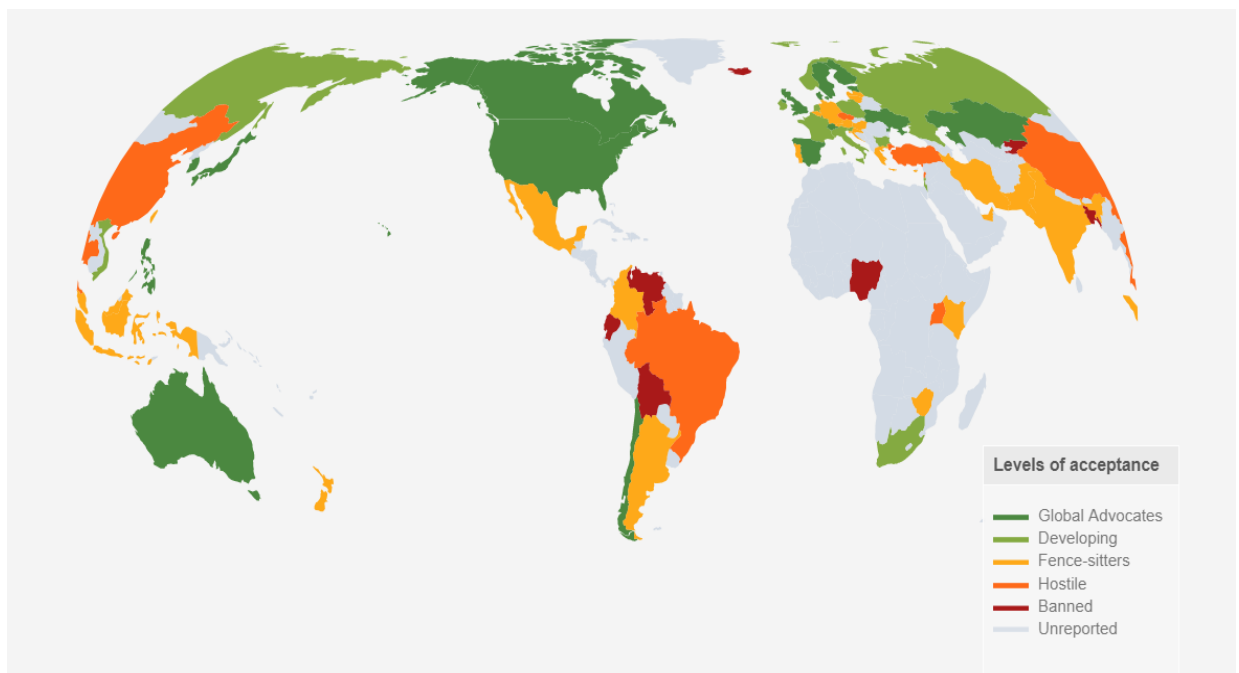 Levels of acceptance
Global Advocates
Developing
Fence-sitters
Hostile
Banned
Unreported